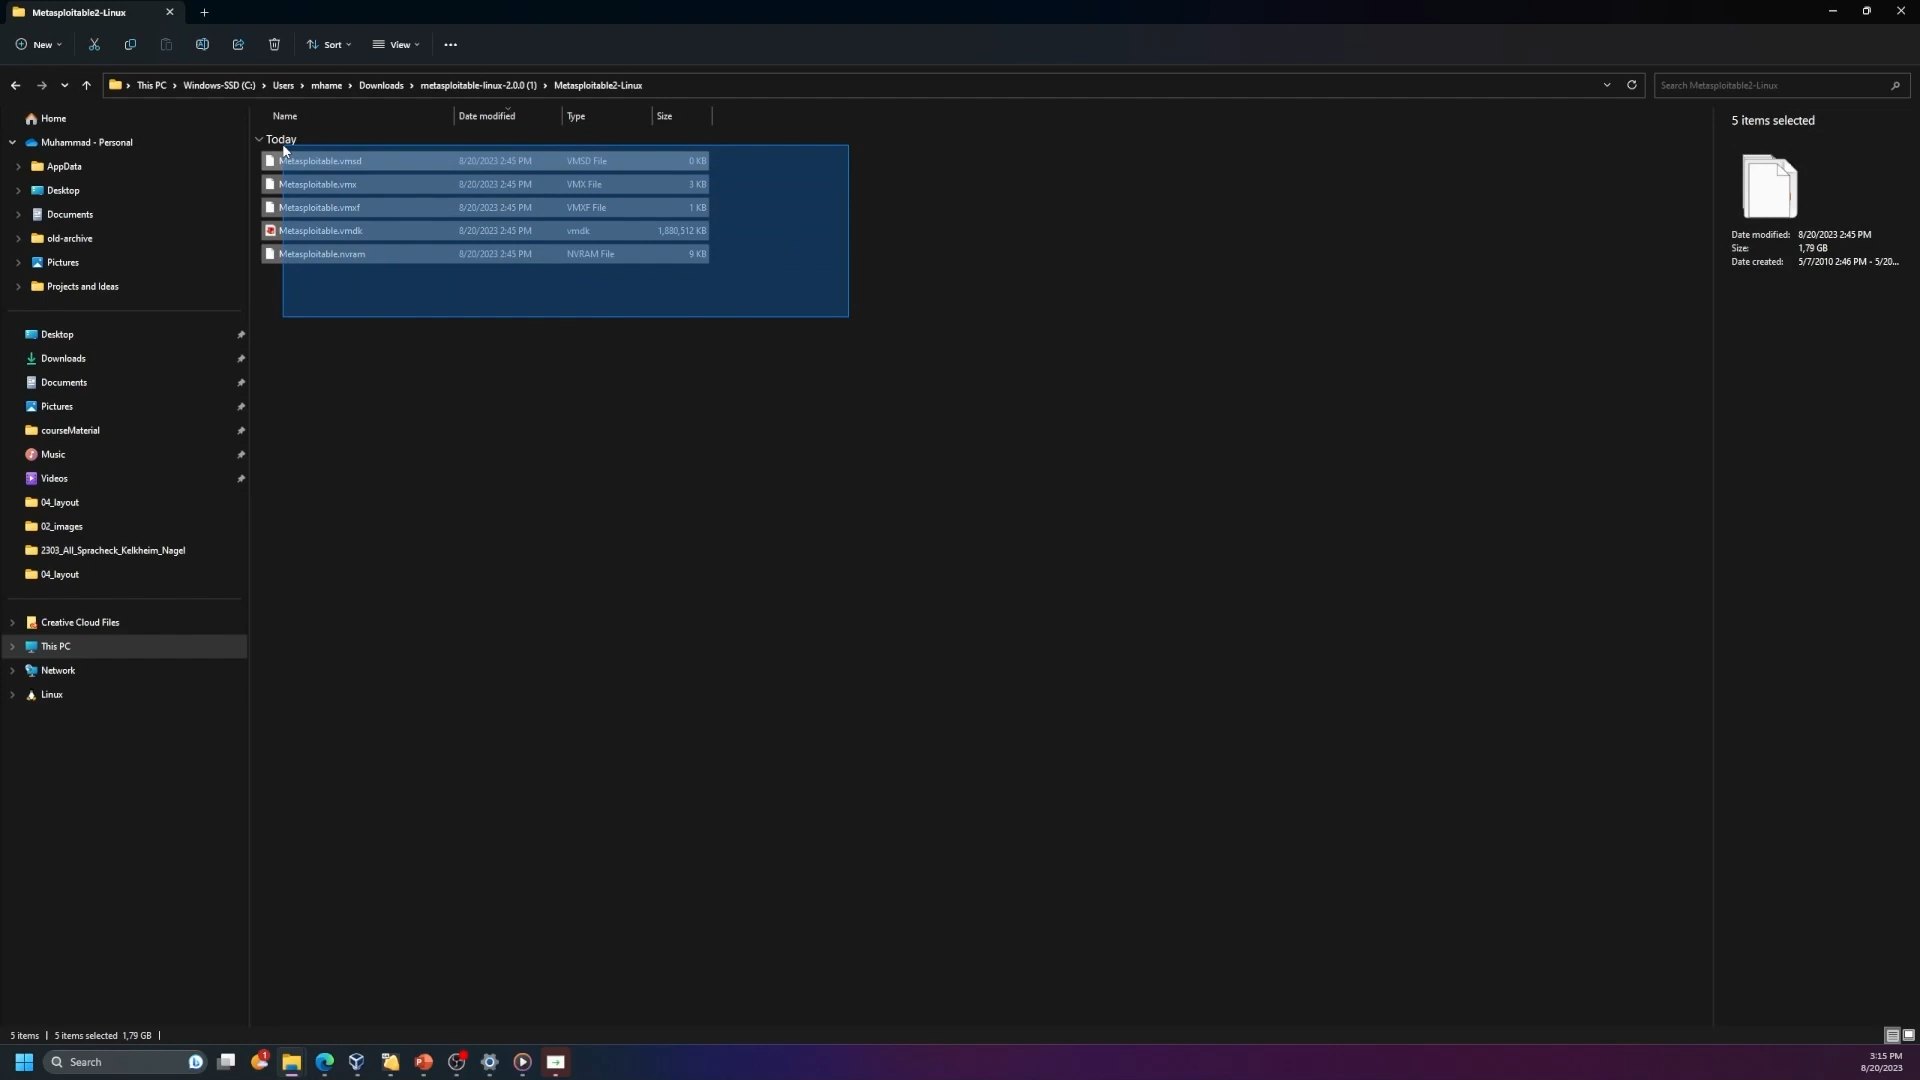 Metasploitable2-Linux
New
Sort
View
This PC > Windows-SSD (C:) > Users > mhame > Downloads > metasploitable-linux-2.0.0 (1) > Metasploitable2-Linux
Search Metasploitable2-Linux
Home
Muhammad - Personal
AppData
Desktop
Documents
old-archive
Pictures
Projects and Ideas
Desktop
Downloads
Documents
Pictures
courseMaterial
Music
Videos
04_layout
02_images
2303_All_Spracheck_Kelkheim_Nagel
04_layout
Creative Cloud Files
This PC
Network
Linux
Name Date modified Type Size
Today
Metasploitable.vmsd 8/20/2023 2:45 PM VMSD File 0 KB
Metasploitable.vmx 8/20/2023 2:45 PM VMX File 3 KB
Metasploitable.vmxf 8/20/2023 2:45 PM VMXF File 1 KB
Metasploitable.vmdk 8/20/2023 2:45 PM vmdk 1,880,512 KB
Metasploitable.nvram 8/20/2023 2:45 PM NVRAM File 9 KB
5 items selected
Date modified: 8/20/2023 2:45 PM
Size: 1,79 GB
Date created: 5/7/2010 2:46 PM - 5/20...
5 items | 5 items selected 1,79 GB |
Search
1
3:15 PM
8/20/2023